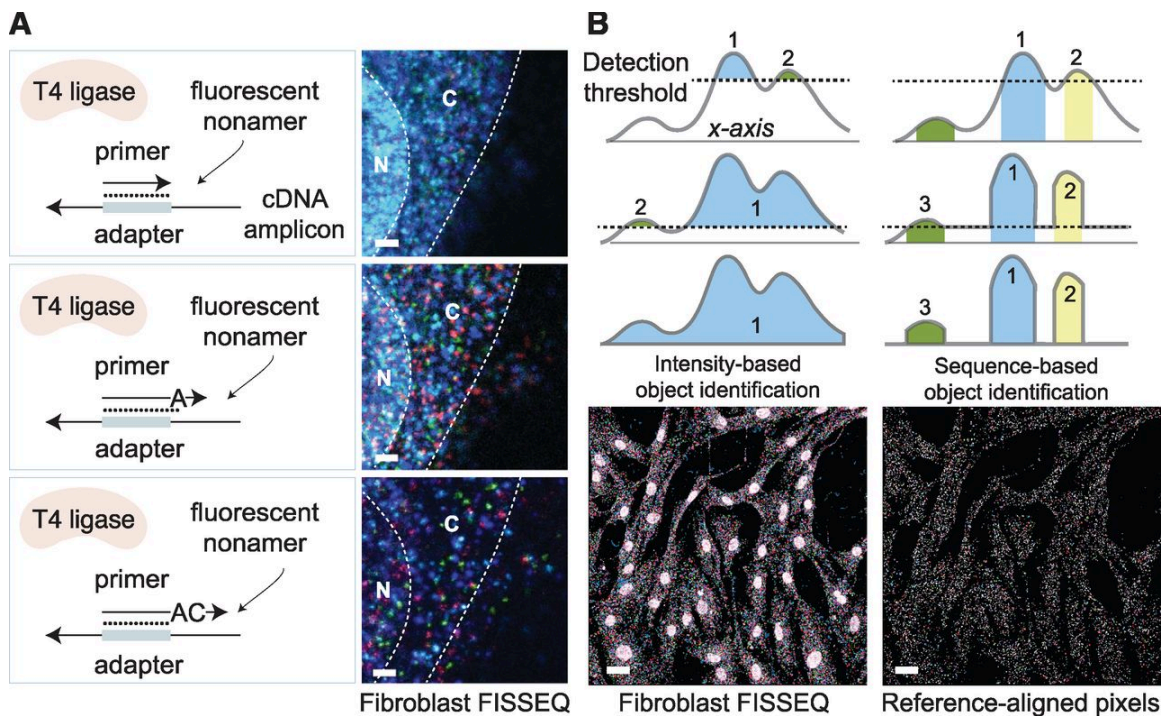 A
T4 ligase
fluorescent
nonamer
primer
cDNA
amplicon
adapter
C
N
T4 ligase
fluorescent
nonamer
primer
A
adapter
C
N
T4 ligase
fluorescent
nonamer
primer
AC
adapter
C
N
Fibroblast FISSEQ
B
Detection
threshold
1
2
x-axis
1
2
2
1
3
1
2
1
3
1
2
Intensity-based
object identification
Sequence-based
object identification
Fibroblast FISSEQ
Reference-aligned pixels